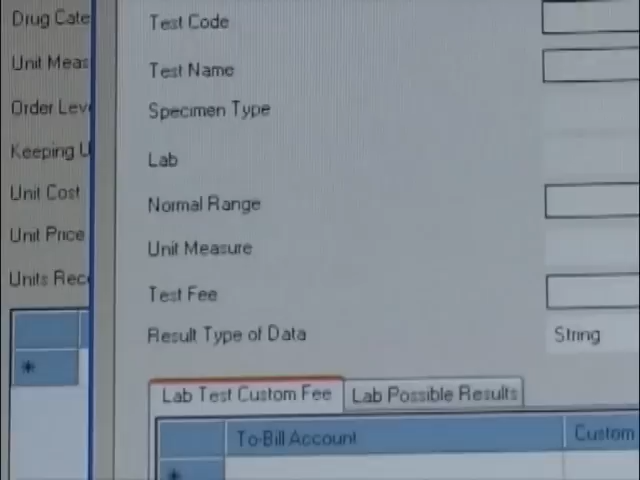 Drug Cate
Unit Meas
Order Lev
Keeping U
Unit Cost
Unit Price
Units Rec
Test Code
Test Name
Specimen Type
Lab
Normal Range
Unit Measure
Test Fee
Result Type of Data
String
Lab Test Custom Fee
Lab Possible Results
To-Bill Account
Custom